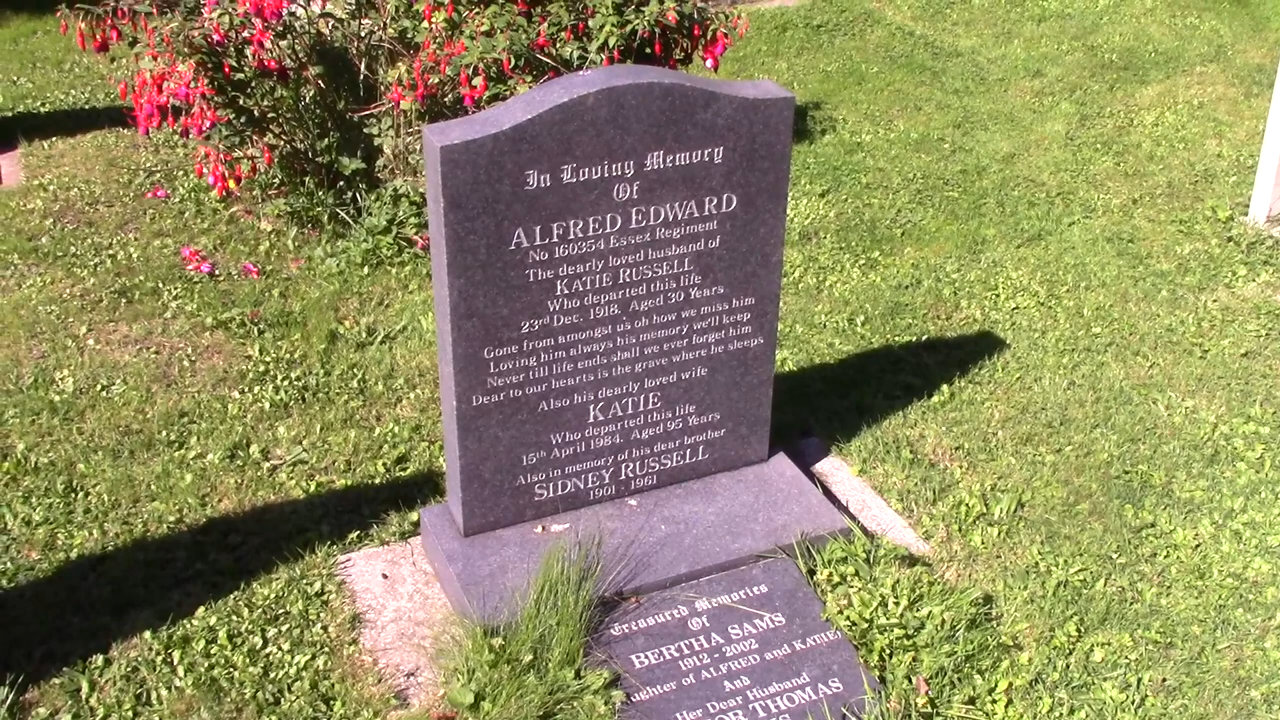 In Loving Memory
Of
ALFRED EDWARD
No 160354 Essex Regiment
The dearly loved husband of
KATIE RUSSELL
Who departed this life
23rd Dec. 1918. Aged 30 Years
Gone from amongst us oh how we miss him
Loving him always his memory we'll keep
Never till life ends shall we ever forget him
Dear to our hearts is the grave where he sleeps
Also his dearly loved wife
KATIE
Who departed this life
15th April 1984. Aged 95 Years
Also in memory of his dear brother
SIDNEY RUSSELL
1901 - 1961
Treasured Memories
Of
BERTHA SAMS
1912 - 2002
of ALFRED and KATIE
And
Her Dear Husband
THOMAS